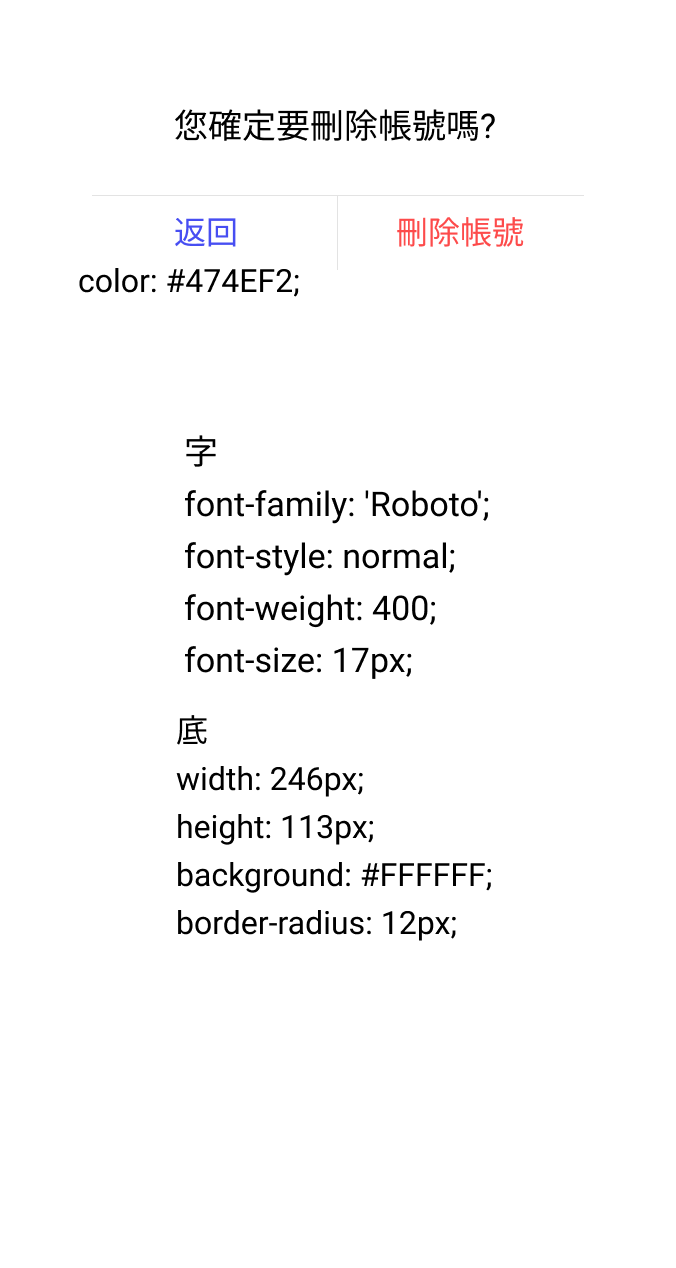 您確定要刪除帳號嗎?
返回 刪除帳號
color: #474EF2;
字
font-family: 'Roboto';
font-style: normal;
font-weight: 400;
font-size: 17px;
底
width: 246px;
height: 113px;
background: #FFFFFF;
border-radius: 12px;